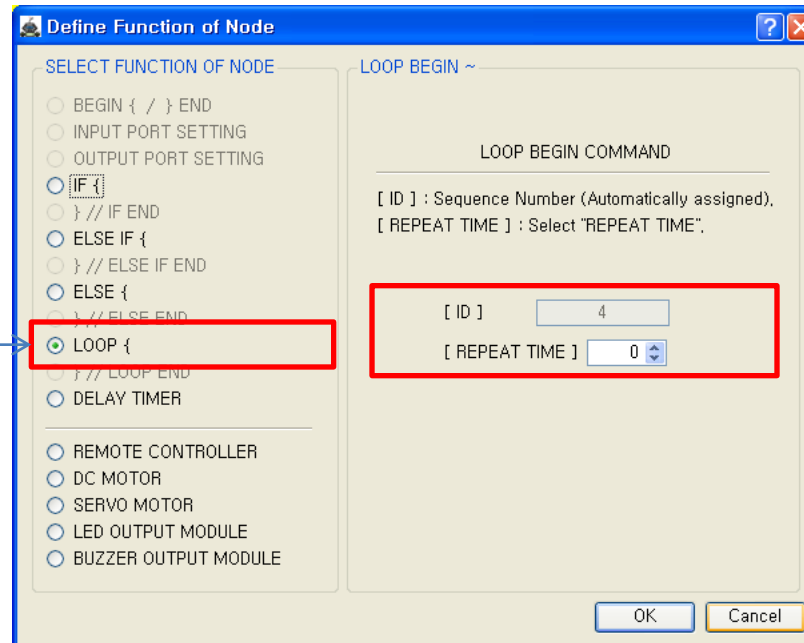 Define Function of Node
SELECT FUNCTION OF NODE
BEGIN { / } END
INPUT PORT SETTING
OUTPUT PORT SETTING
IF {
} // IF END
ELSE IF {
} // ELSE IF END
ELSE {
} // ELSE END
LOOP {
} // LOOP END
DELAY TIMER
REMOTE CONTROLLER
DC MOTOR
SERVO MOTOR
LED OUTPUT MODULE
BUZZER OUTPUT MODULE
LOOP BEGIN ~
LOOP BEGIN COMMAND
[ ID ] : Sequence Number (Automatically assigned),
[ REPEAT TIME ] : Select "REPEAT TIME",
[ ID ] 4
[ REPEAT TIME ] 0
OK Cancel